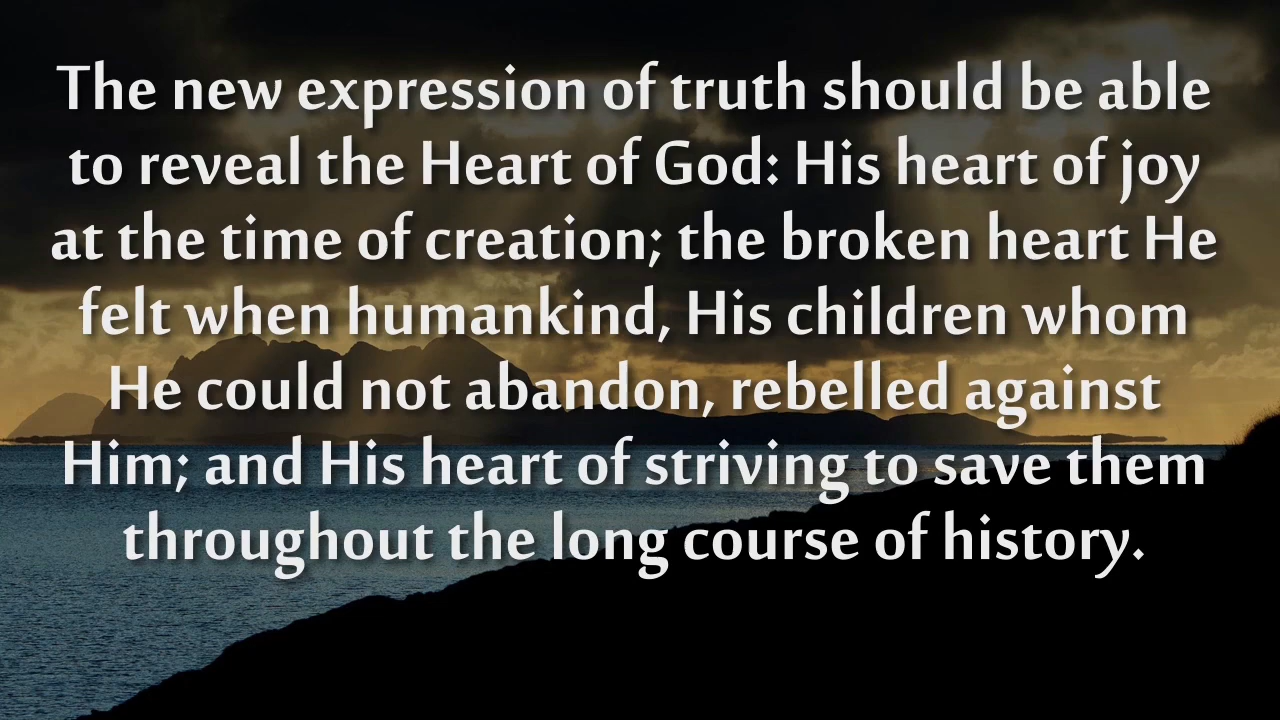 The new expression of truth should be able
to reveal the Heart of God: His heart of joy
at the time of creation; the broken heart He
felt when humankind, His children whom
He could not abandon, rebelled against
Him; and His heart of striving to save them
throughout the long course of history.